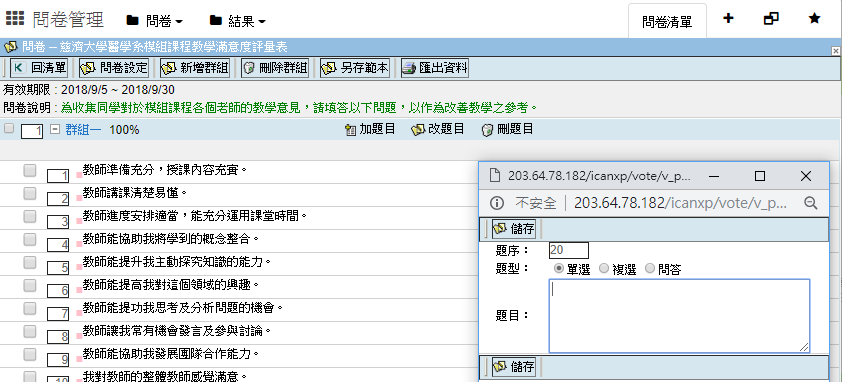 問卷管理 問卷 結果 問卷清單
問卷 – 慈濟大學醫學系模組課程教學滿意度評量表
回清單 問卷設定 新增群組 刪除群組 另存範本 匯出資料
有效期限 : 2018/9/5 ~ 2018/9/30
問卷說明 : 為收集同學對於模組課程各個老師的教學意見，請填答以下問題，以作為改善教學之參考。
1 群組一 100% 加題目 改題目 刪題目
1 教師準備充分，授課內容充實。
2 教師講課清楚易懂。
3 教師進度安排適當，能充分運用課堂時間。
4 教師能協助我將學到的概念整合。
5 教師能提升我主動探究知識的能力。
6 教師能提高我對這個領域的興趣。
7 教師能提功我思考及分析問題的機會。
8 教師讓我常有機會發言及參與討論。
9 教師能協助我發展團隊合作能力。
10 我對教師的整體教師感覺滿意。
203.64.78.182/icanxp/vote/v_p...
不安全 203.64.78.182/icanxp/vote/v_p...
儲存
題序： 20
題型： 單選 複選 問答
題目：
儲存